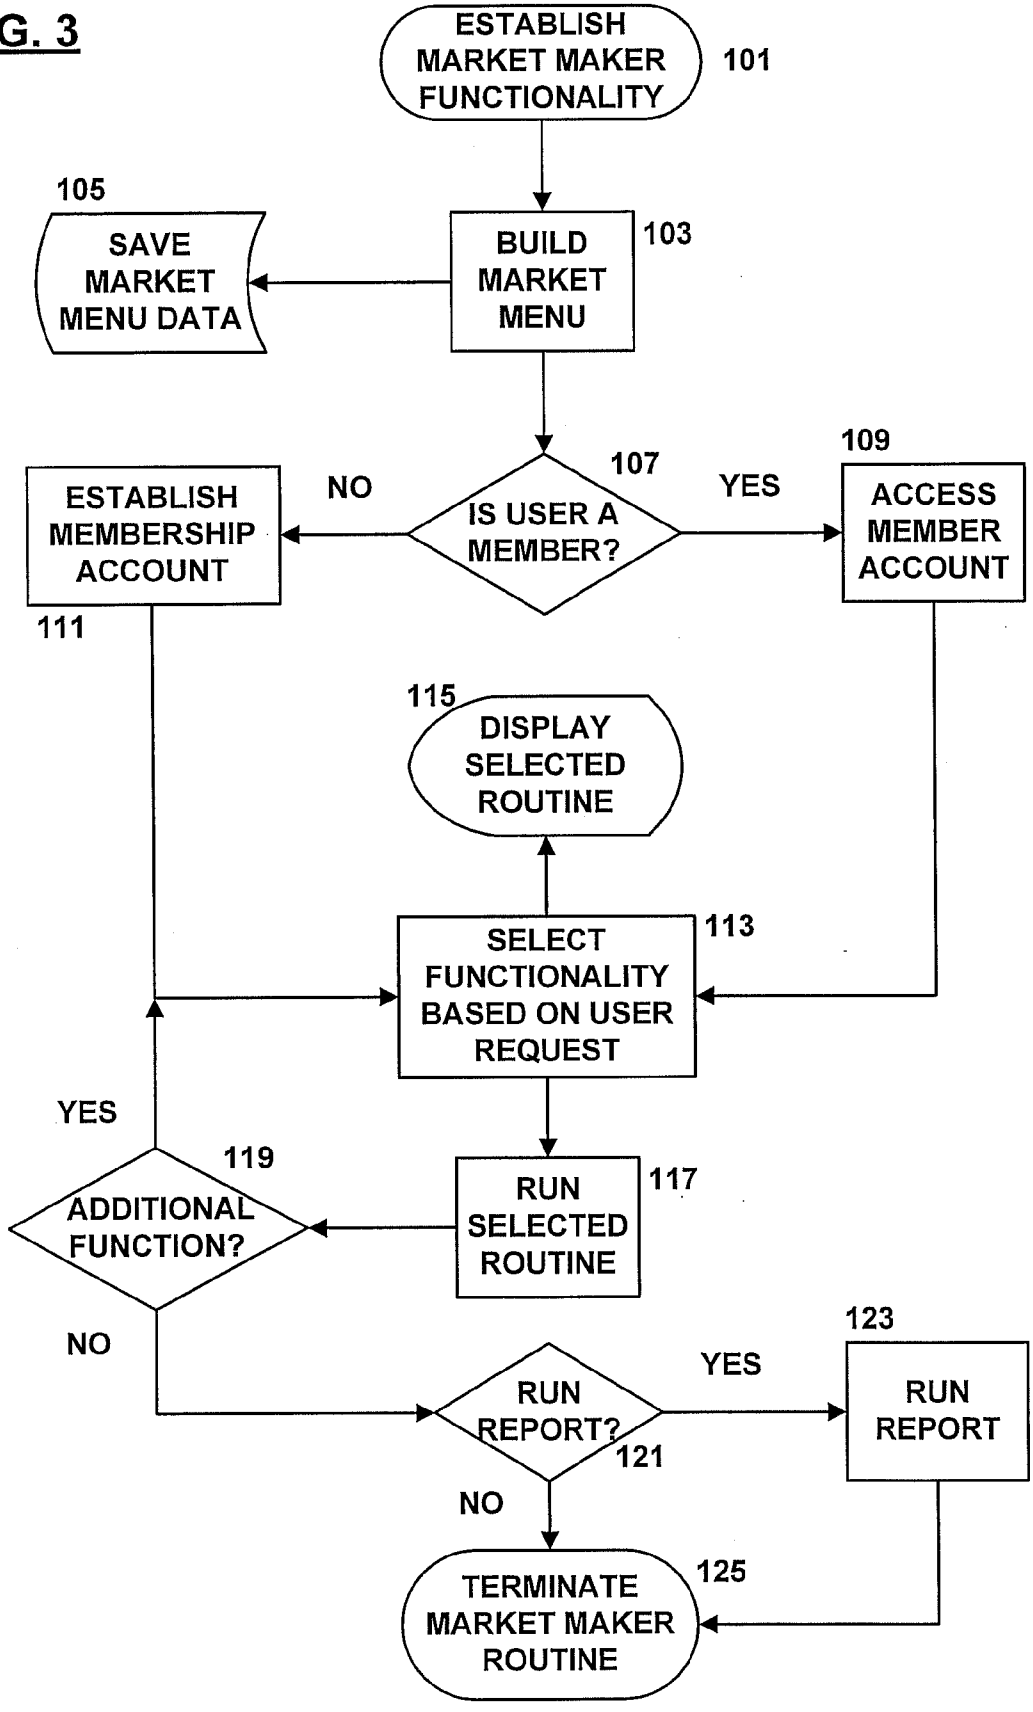 G. 3
ESTABLISH
MARKET MAKER
FUNCTIONALITY
101
105
SAVE
MARKET
MENU DATA
BUILD
MARKET
MENU
103
107
IS USER A
MEMBER?
NO
YES
109
ACCESS
MEMBER
ACCOUNT
ESTABLISH
MEMBERSHIP
ACCOUNT
111
115
DISPLAY
SELECTED
ROUTINE
113
SELECT
FUNCTIONALITY
BASED ON USER
REQUEST
YES
119
ADDITIONAL
FUNCTION?
117
RUN
SELECTED
ROUTINE
NO
RUN
REPORT?
121
YES
123
RUN
REPORT
NO
125
TERMINATE
MARKET MAKER
ROUTINE